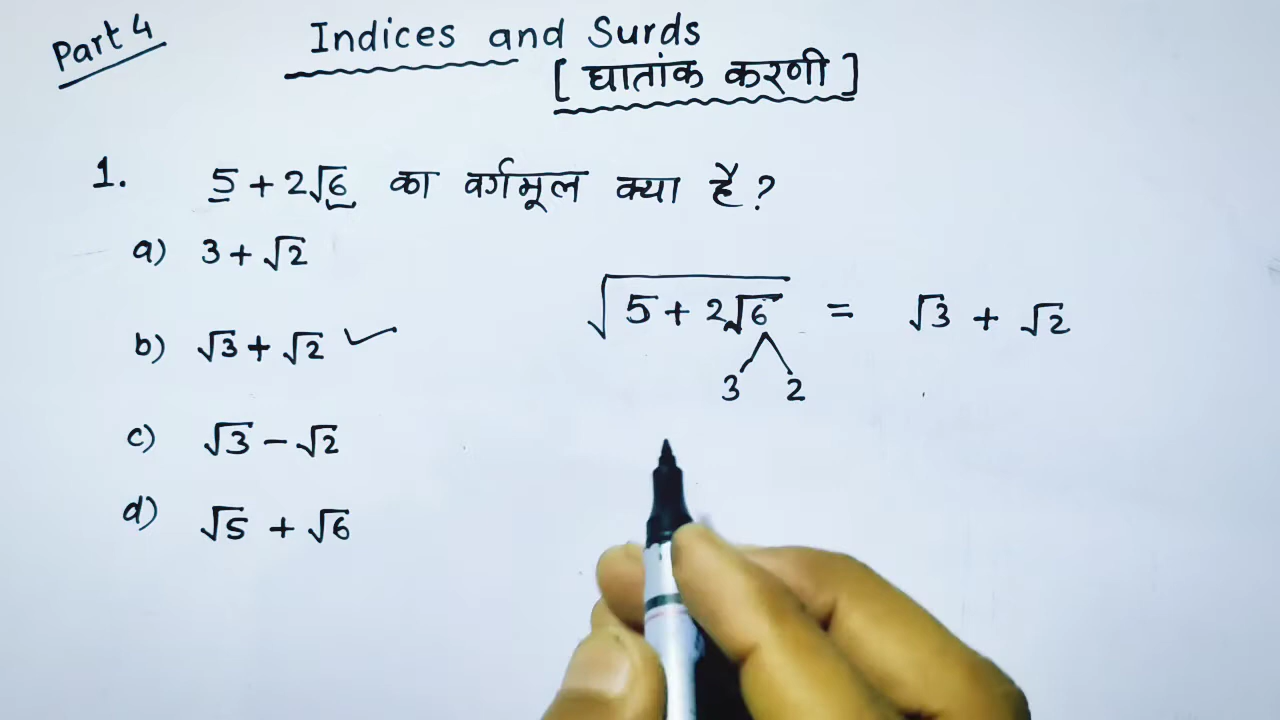 Part 4
Indices and Surds
[घातांक करणी]
1. 5 + 2√6 का वर्गमूल क्या है?
a) 3 + √2
b) √3 + √2 ✓
c) √3 − √2
d) √5 + √6
√(5 + 2√6) = √3 + √2
3 2